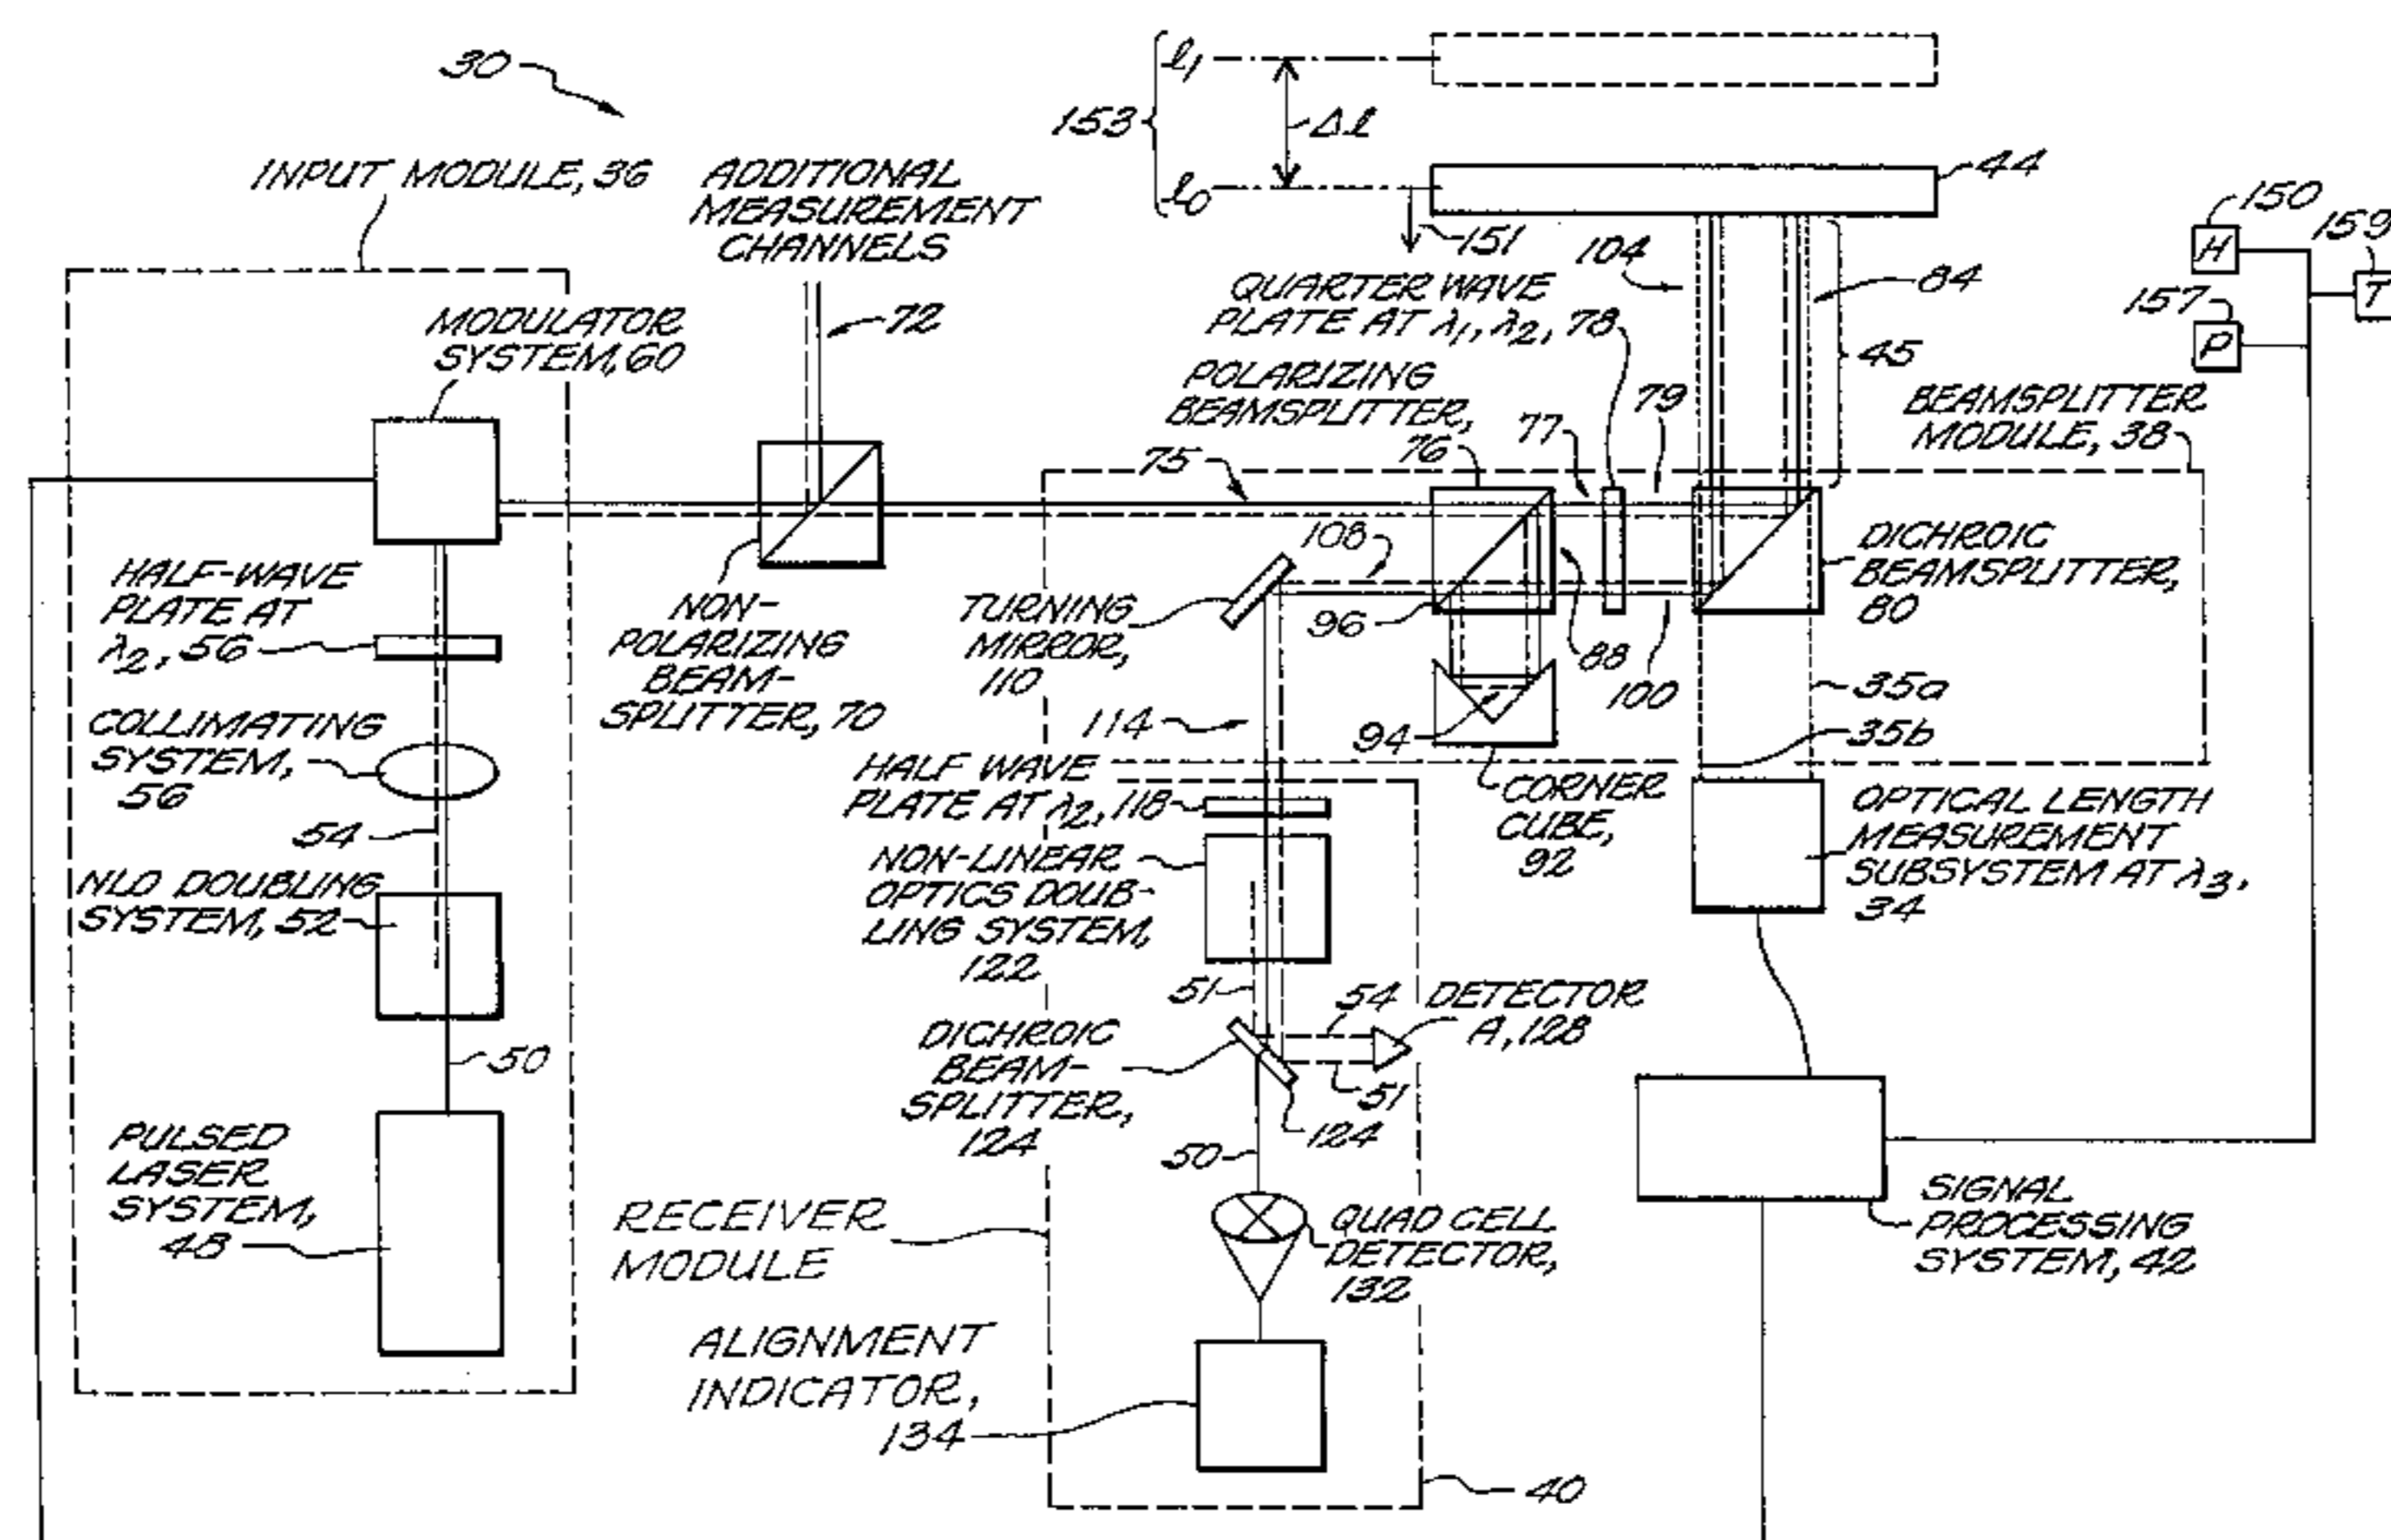 30
153
l₁
Δl
l₀
151
44
INPUT MODULE, 36
ADDITIONAL
MEASUREMENT
CHANNELS
72
MODULATOR
SYSTEM, 60
QUARTER WAVE
PLATE AT λ₁, λ₂, 78
104
84
45
150
H
159
T
157
P
POLARIZING
BEAMSPLITTER,
76
77
79
BEAMSPLITTER
MODULE, 38
75
108
HALF-WAVE
PLATE AT
λ₂, 56
NON-
POLARIZING
BEAM-
SPLITTER, 70
TURNING
MIRROR,
110
96
88
100
DICHROIC
BEAMSPLITTER,
80
94
35a
35b
114
COLLIMATING
SYSTEM,
56
54
HALF WAVE
PLATE AT λ₂, 118
CORNER
CUBE,
92
OPTICAL LENGTH
MEASUREMENT
SUBSYSTEM AT λ₃,
34
NLO DOUBLING
SYSTEM, 52
NON-LINEAR
OPTICS DOUB-
LING SYSTEM,
122
51
54
DETECTOR
A, 128
51
DICHROIC
BEAM-
SPLITTER,
124
124
50
50
PULSED
LASER
SYSTEM,
48
RECEIVER
MODULE
QUAD CELL
DETECTOR,
132
SIGNAL
PROCESSING
SYSTEM, 42
ALIGNMENT
INDICATOR,
134
40